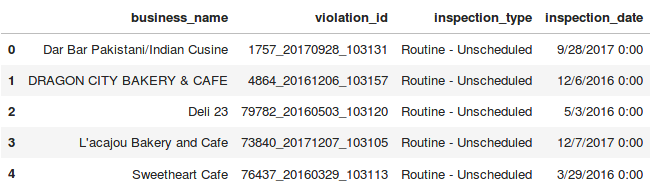 business_name violation_id inspection_type inspection_date
0 Dar Bar Pakistani/Indian Cusine 1757_20170928_103131 Routine - Unscheduled 9/28/2017 0:00
1 DRAGON CITY BAKERY & CAFE 4864_20161206_103157 Routine - Unscheduled 12/6/2016 0:00
2 Deli 23 79782_20160503_103120 Routine - Unscheduled 5/3/2016 0:00
3 L'acajou Bakery and Cafe 73840_20171207_103105 Routine - Unscheduled 12/7/2017 0:00
4 Sweetheart Cafe 76437_20160329_103113 Routine - Unscheduled 3/29/2016 0:00